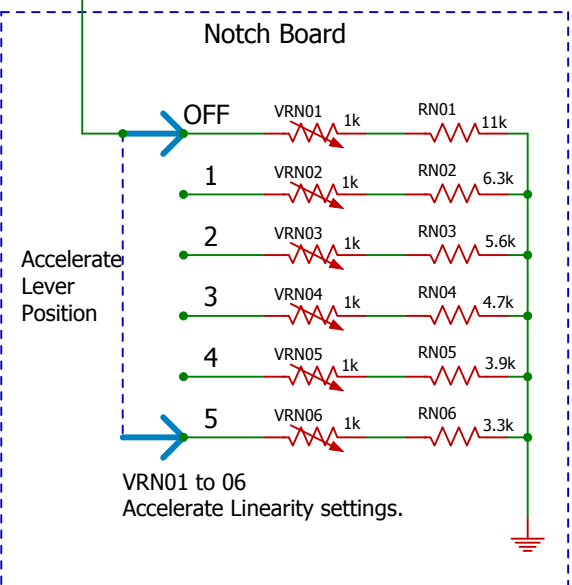 Notch Board
OFF VRN01 1k RN01 11k
1 VRN02 1k RN02 6.3k
2 VRN03 1k RN03 5.6k
Accelerate
Lever
Position
3 VRN04 1k RN04 4.7k
4 VRN05 1k RN05 3.9k
5 VRN06 1k RN06 3.3k
VRN01 to 06
Accelerate Linearity settings.